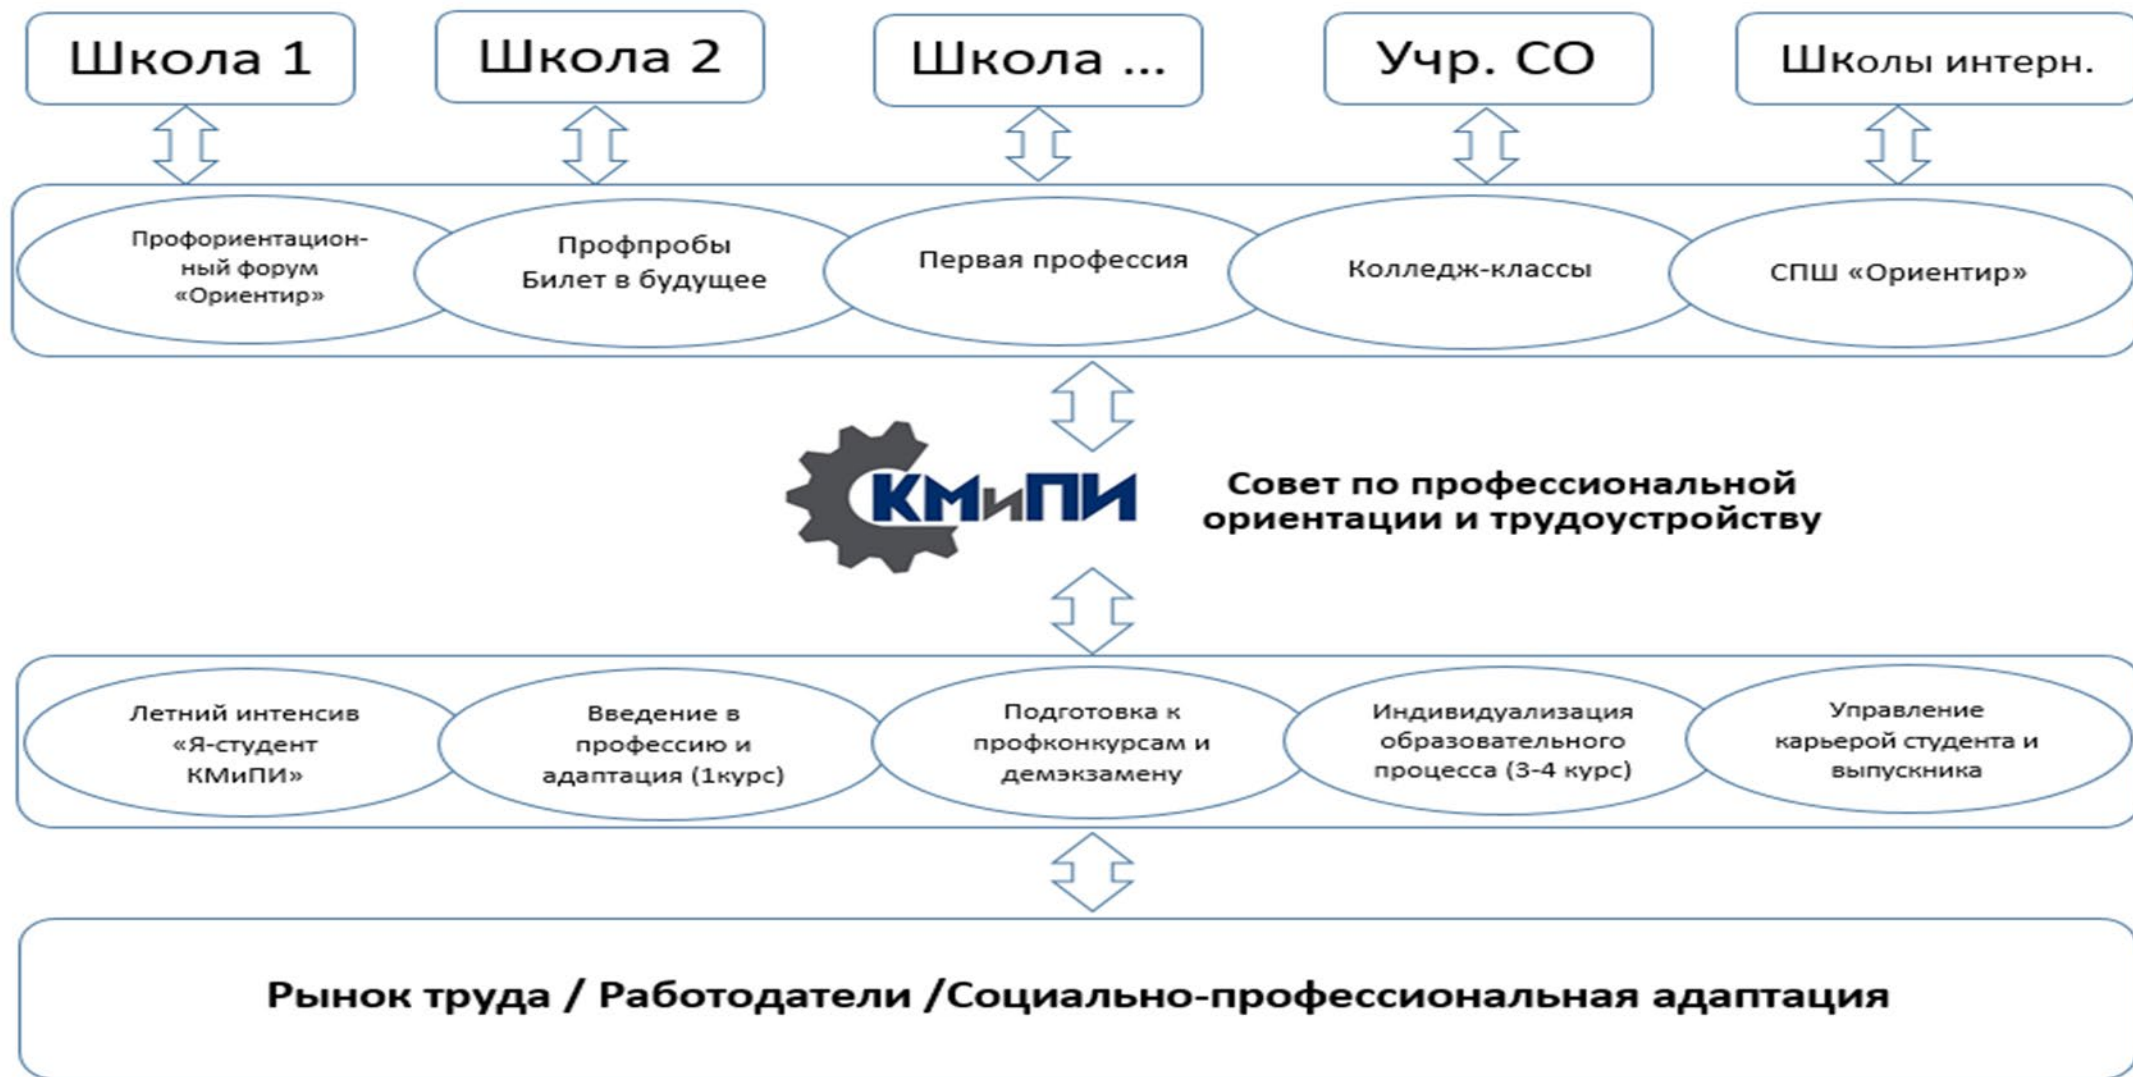 Школа 1
Школа 2
Школа ...
Учр. СО
Школы интерн.
Профориентацион-
ный форум
«Ориентир»
Профпробы
Билет в будущее
Первая профессия
Колледж-классы
СПШ «Ориентир»
КМиПИ
Совет по профессиональной
ориентации и трудоустройству
Летний интенсив
«Я-студент
КМиПИ»
Введение в
профессию и
адаптация (1курс)
Подготовка к
профконкурсам и
демэкзамену
Индивидуализация
образовательного
процесса (3-4 курс)
Управление
карьерой студента и
выпускника
Рынок труда / Работодатели /Социально-профессиональная адаптация